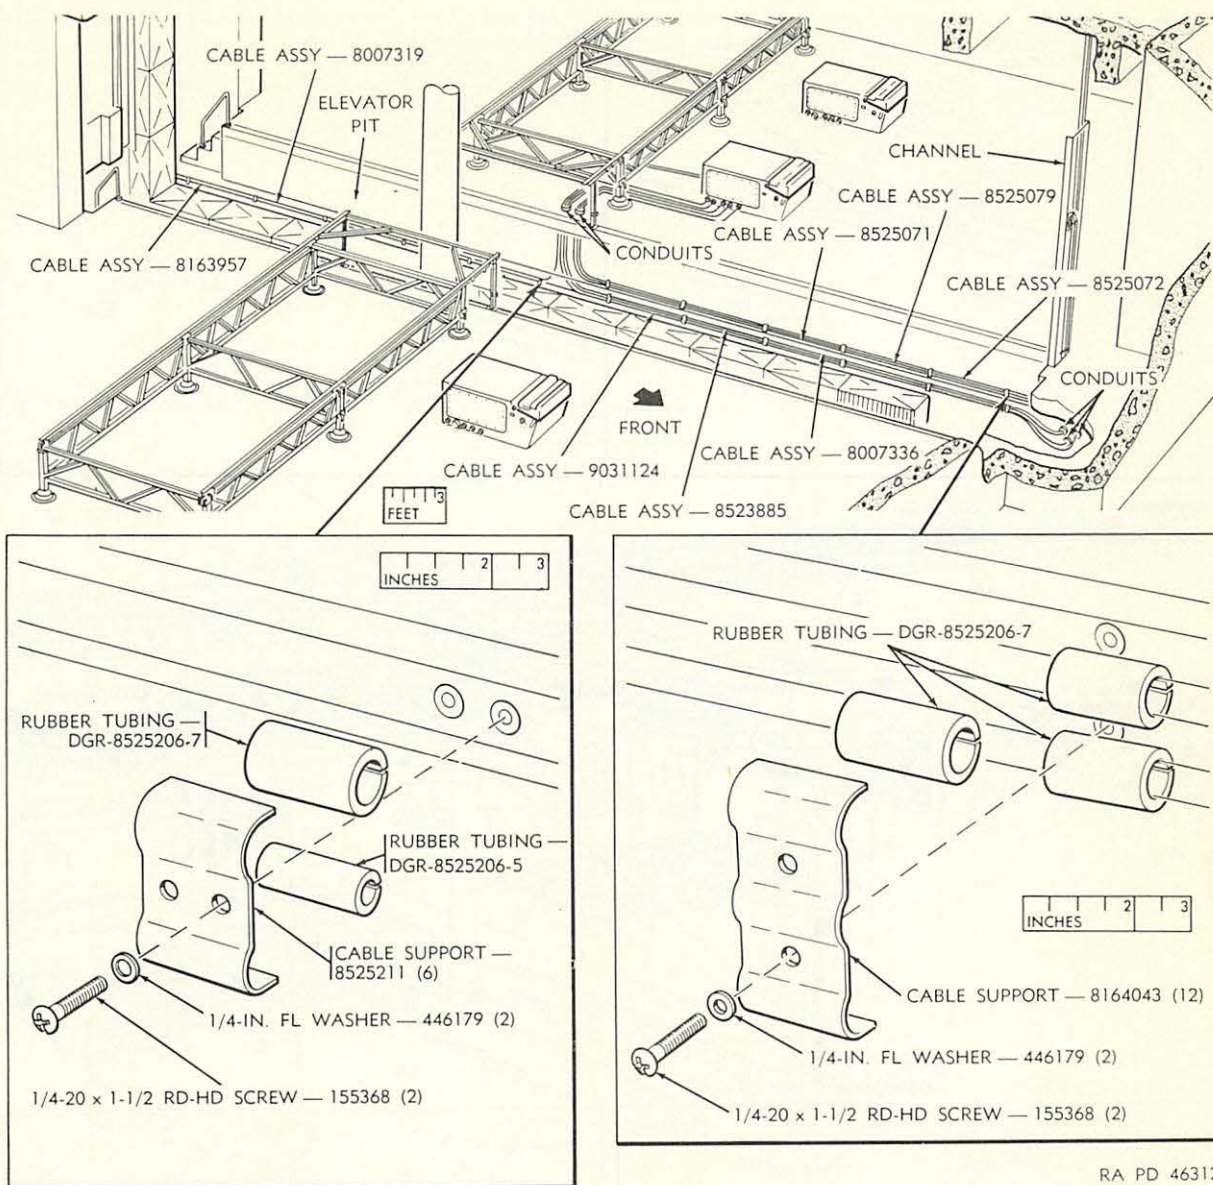 CABLE ASSY — 8007319
ELEVATOR
PIT
CHANNEL
CABLE ASSY — 8525079
CABLE ASSY — 8525071
CONDUITS
CABLE ASSY — 8163957
CABLE ASSY — 8525072
CONDUITS
FRONT
CABLE ASSY — 8007336
CABLE ASSY — 9031124
CABLE ASSY — 8523885
3
FEET
2 3
INCHES
RUBBER TUBING —
DGR-8525206-7
RUBBER TUBING —
DGR-8525206-5
CABLE SUPPORT —
8525211 (6)
1/4-IN. FL WASHER — 446179 (2)
1/4-20 x 1-1/2 RD-HD SCREW — 155368 (2)
RUBBER TUBING — DGR-8525206-7
2 3
INCHES
CABLE SUPPORT — 8164043 (12)
1/4-IN. FL WASHER — 446179 (2)
1/4-20 x 1-1/2 RD-HD SCREW — 155368 (2)
RA PD